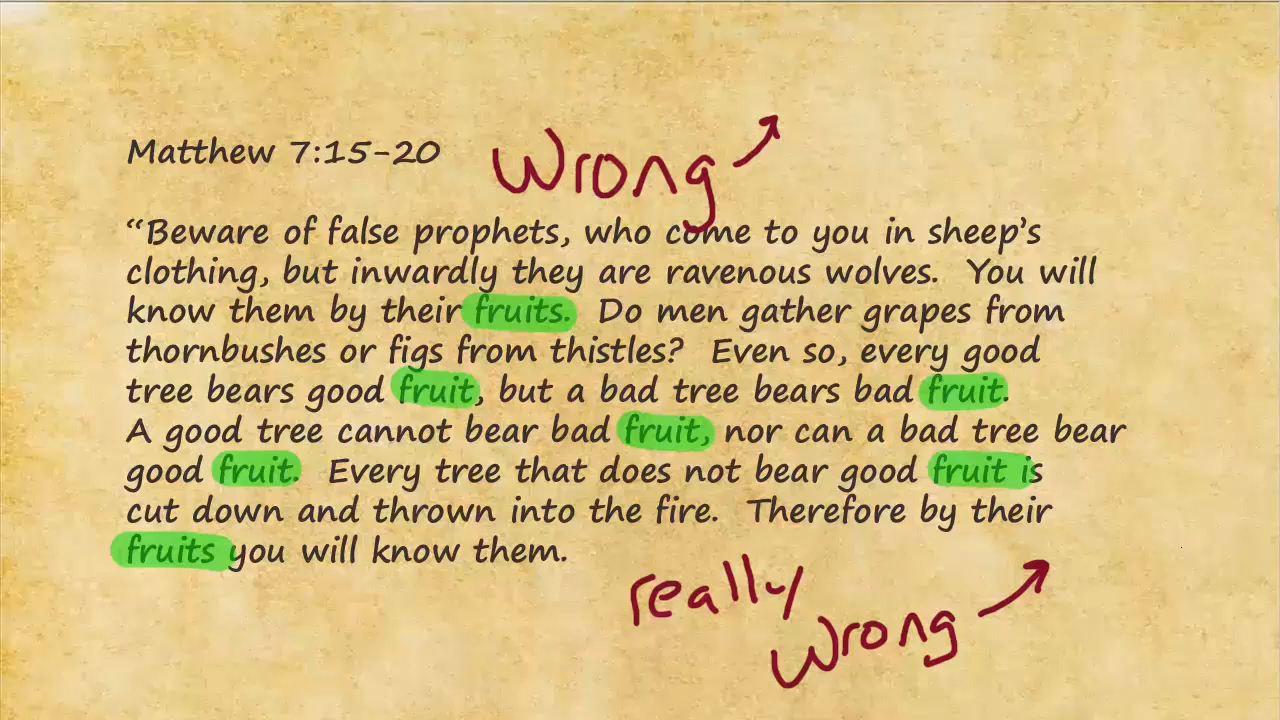 Matthew 7:15-20
Wrong
“Beware of false prophets, who come to you in sheep’s
clothing, but inwardly they are ravenous wolves. You will
know them by their fruits. Do men gather grapes from
thornbushes or figs from thistles? Even so, every good
tree bears good fruit, but a bad tree bears bad fruit.
A good tree cannot bear bad fruit, nor can a bad tree bear
good fruit. Every tree that does not bear good fruit is
cut down and thrown into the fire. Therefore by their
fruits you will know them.
really
wrong